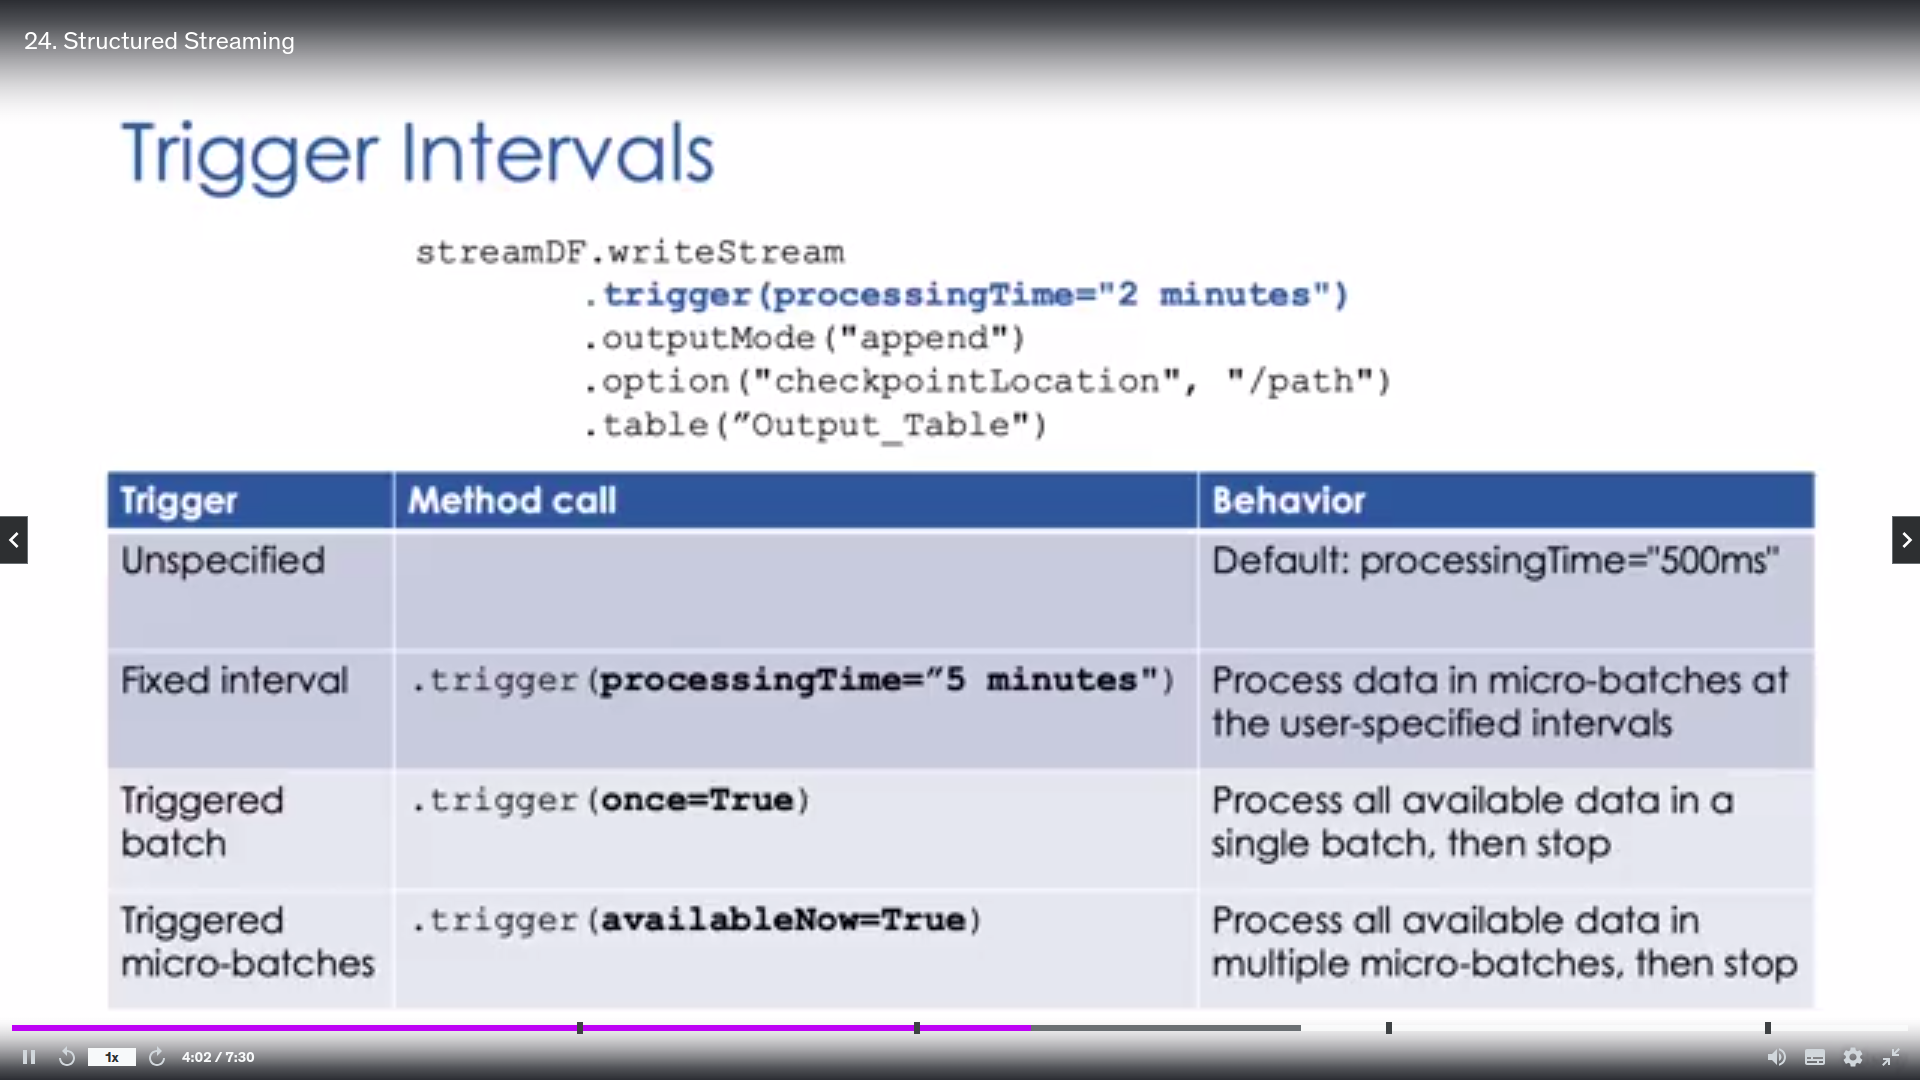 24. Structured Streaming
Trigger Intervals
streamDF.writeStream
.trigger(processingTime="2 minutes")
.outputMode("append")
.option("checkpointLocation", "/path")
.table(”Output_Table")
Trigger Method call Behavior
Unspecified Default: processingTime="500ms"
Fixed interval .trigger(processingTime=”5 minutes") Process data in micro-batches at
the user-specified intervals
Triggered .trigger(once=True) Process all available data in a
batch single batch, then stop
Triggered .trigger(availableNow=True) Process all available data in
micro-batches multiple micro-batches, then stop
1x 4:02 / 7:30